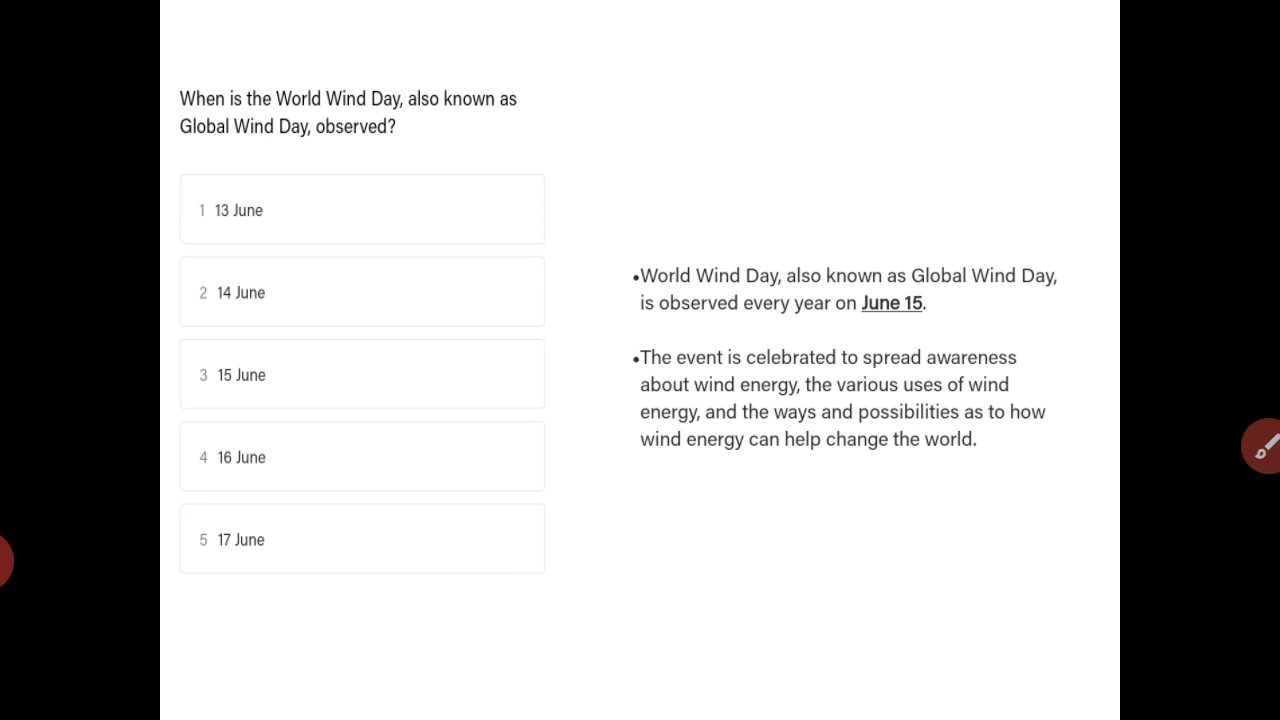 When is the World Wind Day, also known as
Global Wind Day, observed?
1 13 June
2 14 June
3 15 June
4 16 June
5 17 June
•World Wind Day, also known as Global Wind Day,
is observed every year on June 15.
•The event is celebrated to spread awareness
about wind energy, the various uses of wind
energy, and the ways and possibilities as to how
wind energy can help change the world.